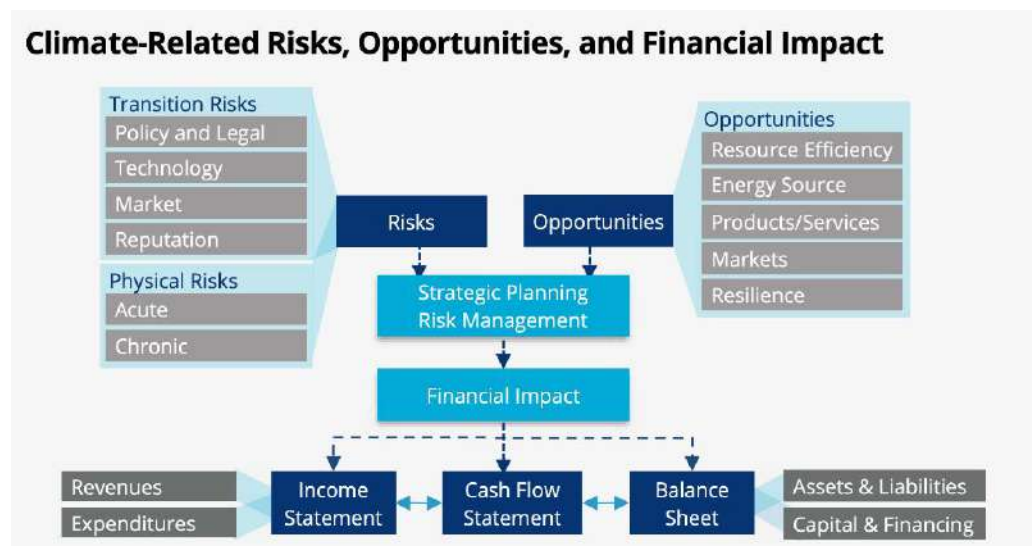 Climate-Related Risks, Opportunities, and Financial Impact
Transition Risks
Policy and Legal
Technology
Market
Reputation
Physical Risks
Acute
Chronic
Risks
Opportunities
Opportunities
Resource Efficiency
Energy Source
Products/Services
Markets
Resilience
Strategic Planning
Risk Management
Financial Impact
Revenues
Expenditures
Income
Statement
Cash Flow
Statement
Balance
Sheet
Assets & Liabilities
Capital & Financing